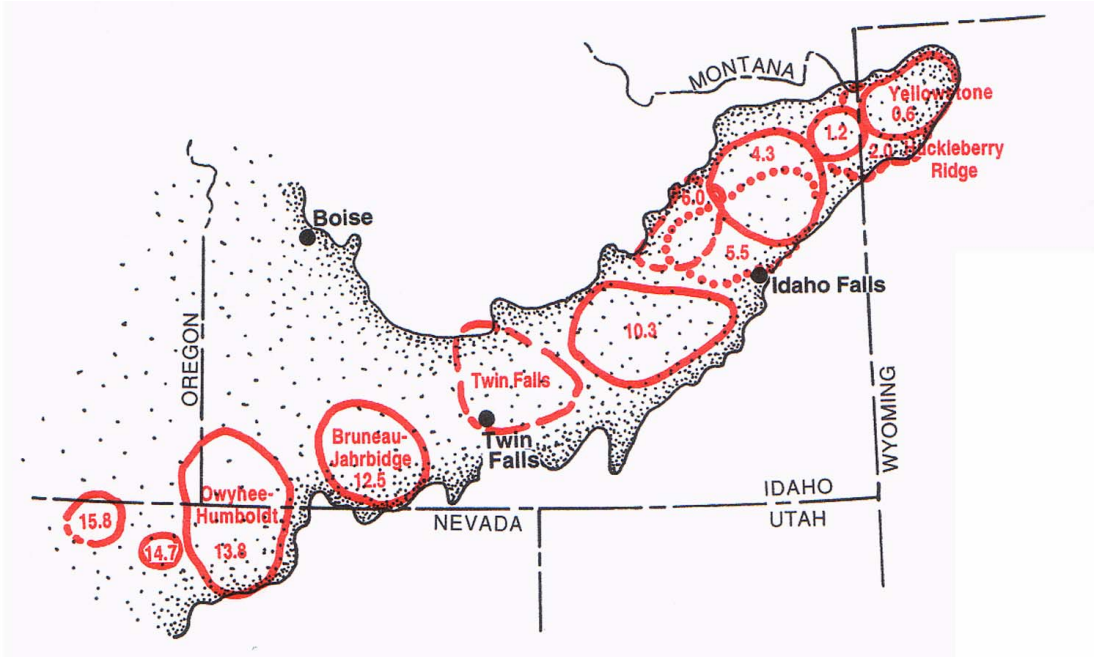 MONTANA
Yellowstone
0.6
1.2
2.0 Huckleberry
Ridge
4.3
6.0
5.5
Boise
Idaho Falls
10.3
OREGON
Twin Falls
Twin
Falls
WYOMING
Bruneau-
Jahrbidge
12.5
IDAHO
UTAH
NEVADA
Owyhee-
Humboldt
13.8
15.8
14.7